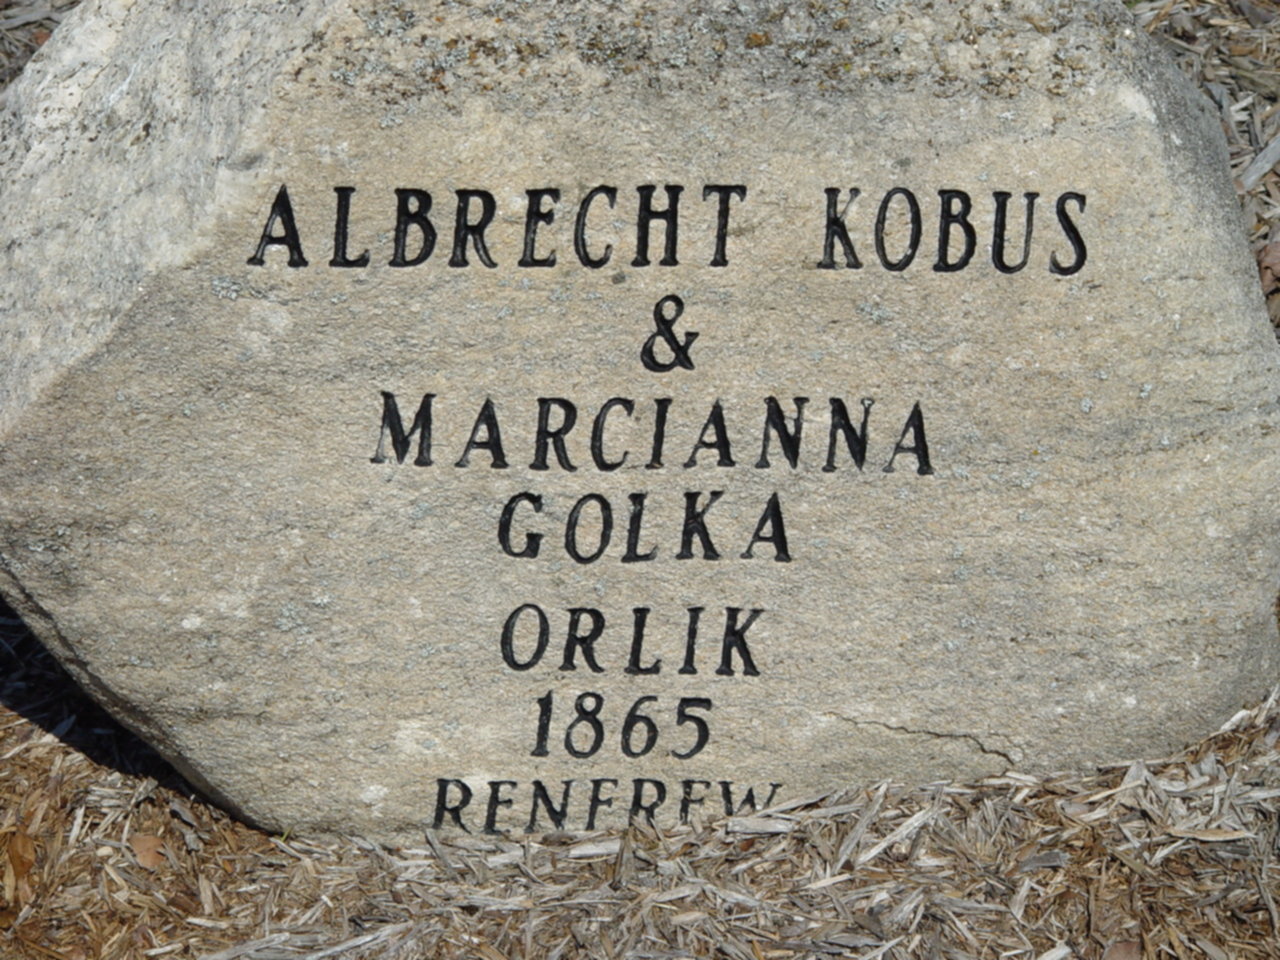 ALBRECHT KOBUS
&
MARCIANNA
GOLKA
ORLIK
1865
RENFREW